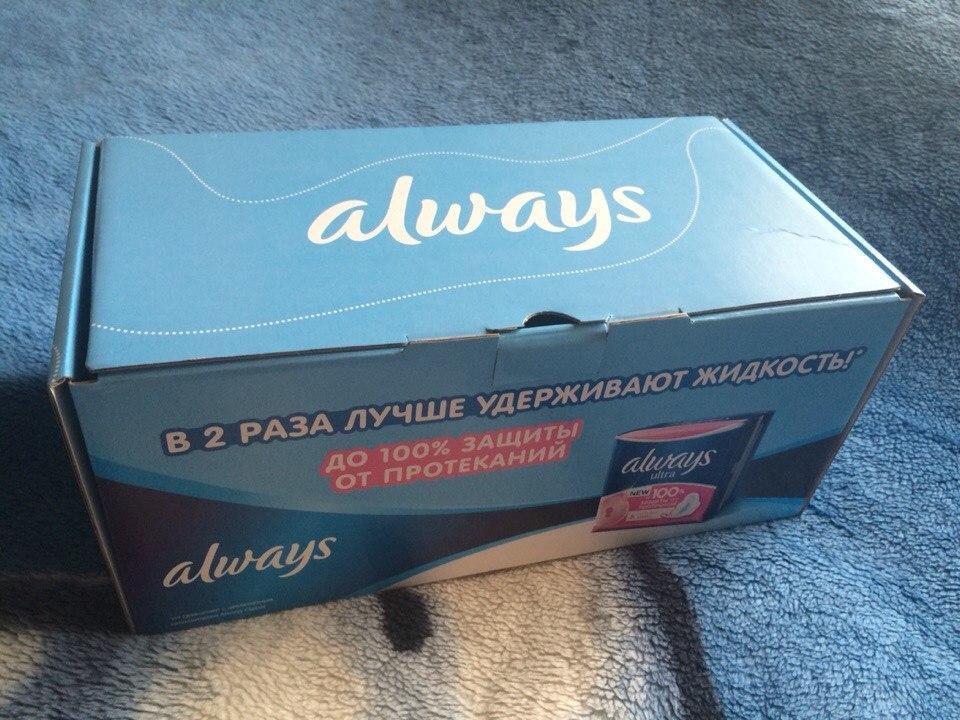 always
В 2 РАЗА ЛУЧШЕ УДЕРЖИВАЮТ ЖИДКОСТЬ!*
ДО 100% ЗАЩИТЫ
ОТ ПРОТЕКАНИЙ
always
ultra
NEW 100%
always